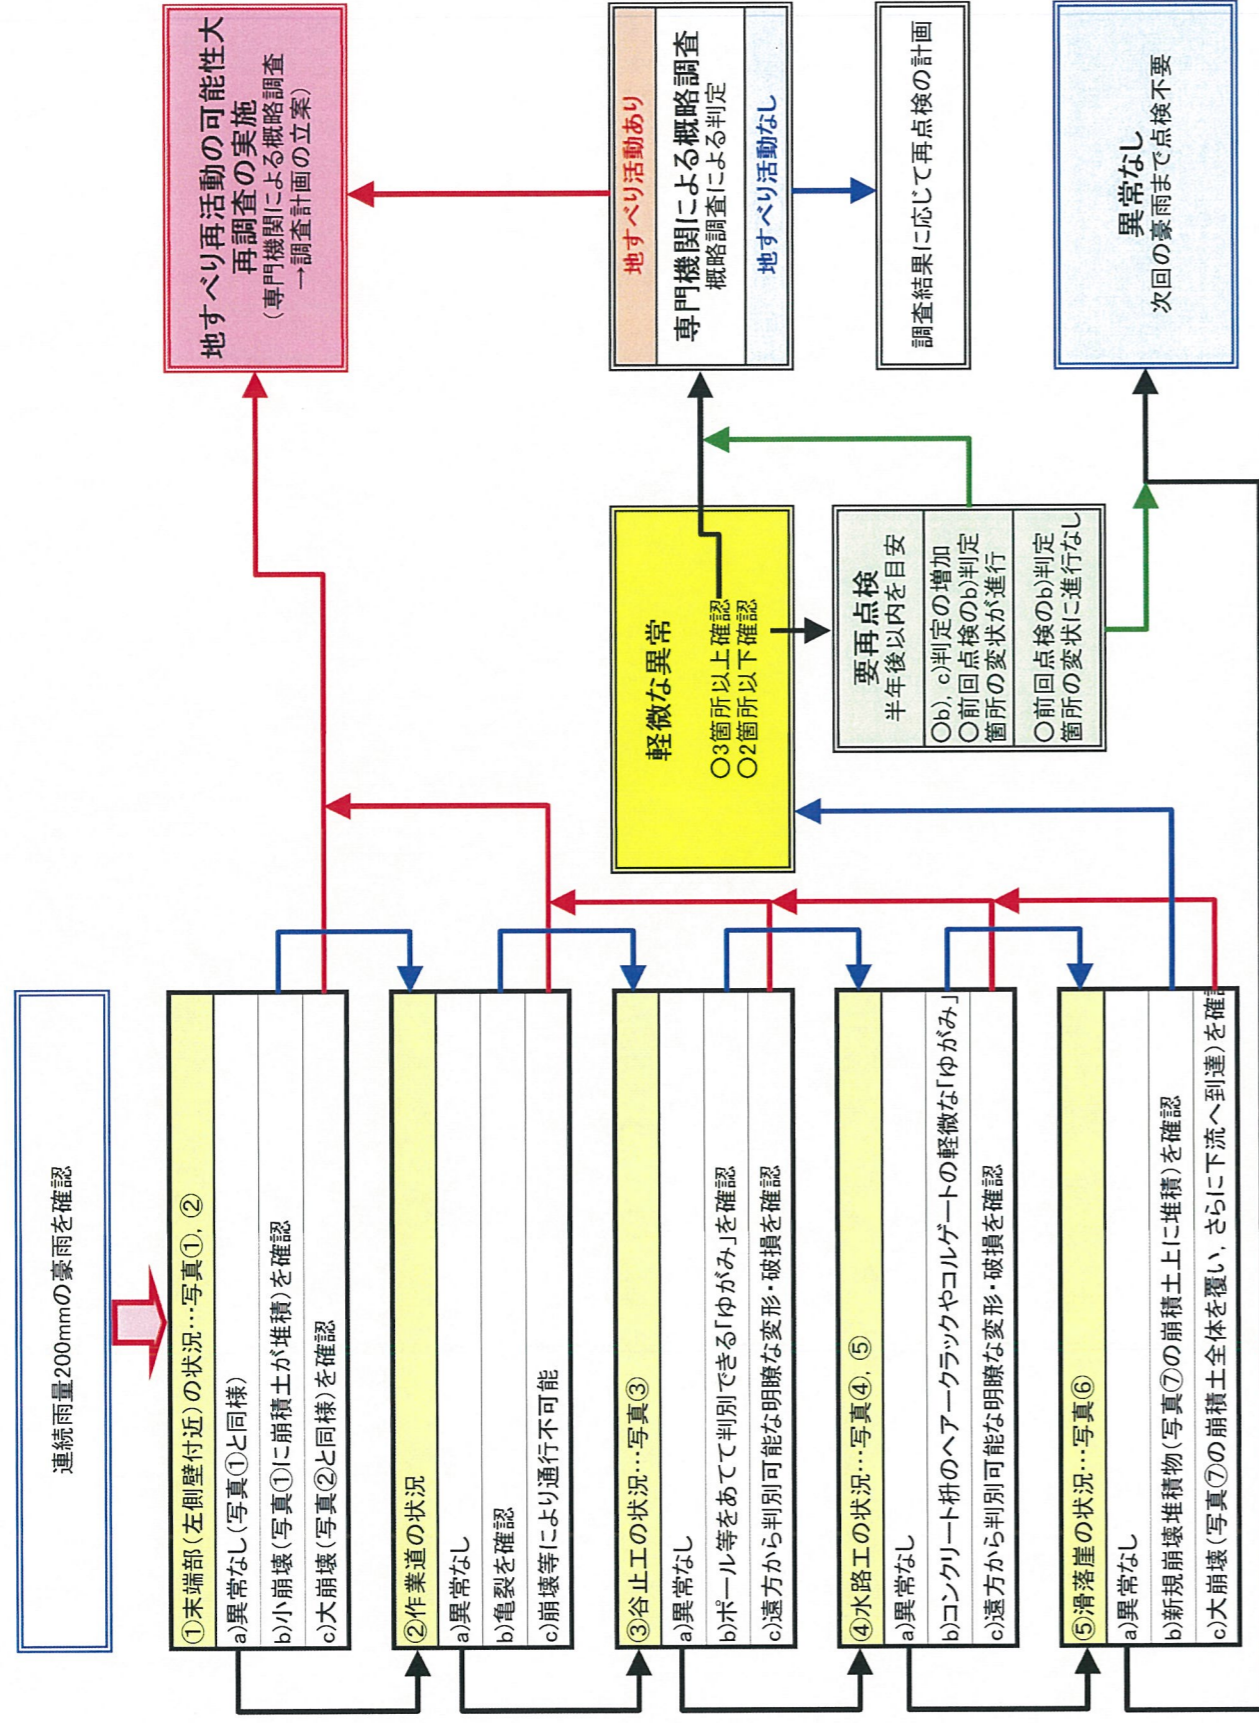 連続雨量200mmの豪雨を確認
①末端部(左側壁付近)の状況…写真①，②
a)異常なし(写真①と同様)
b)小崩壊(写真①に崩積土が堆積)を確認
c)大崩壊(写真②と同様)を確認
②作業道の状況
a)異常なし
b)亀裂を確認
c)崩壊等により通行不可能
③谷止工の状況…写真③
a)異常なし
b)ポール等をあてて判別できる「ゆがみ」を確認
c)遠方から判別可能な明瞭な変形・破損を確認
④水路工の状況…写真④，⑤
a)異常なし
b)コンクリート枡のヘアークラックやコルゲートの軽微な「ゆがみ」
c)遠方から判別可能な明瞭な変形・破損を確認
⑤滑落崖の状況…写真⑥
a)異常なし
b)新規崩壊堆積物(写真⑦の崩積土上に堆積)を確認
c)大崩壊(写真⑦の崩積土全体を覆い，さらに下流へ到達)を確
軽微な異常
○3箇所以上確認
○2箇所以下確認
要再点検
半年後以内を目安
○b)，c)判定の増加
○前回点検のb)判定
箇所の変状が進行
○前回点検のb)判定
箇所の変状に進行なし
地すべり再活動の可能性大
再調査の実施
(専門機関による概略調査
→調査計画の立案)
地すべり活動あり
専門機関による概略調査
概略調査による判定
地すべり活動なし
調査結果に応じて再点検の計画
異常なし
次回の豪雨まで点検不要